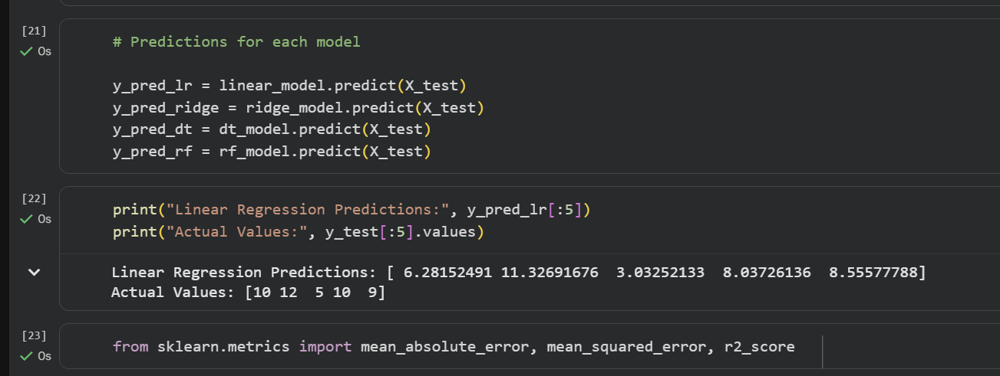 [21]
0s
# Predictions for each model
y_pred_lr = linear_model.predict(X_test)
y_pred_ridge = ridge_model.predict(X_test)
y_pred_dt = dt_model.predict(X_test)
y_pred_rf = rf_model.predict(X_test)
[22]
0s
print("Linear Regression Predictions:", y_pred_lr[:5])
print("Actual Values:", y_test[:5].values)
Linear Regression Predictions: [ 6.28152491 11.32691676  3.03252133  8.03726136  8.55577788]
Actual Values: [10 12  5 10  9]
[23]
0s
from sklearn.metrics import mean_absolute_error, mean_squared_error, r2_score